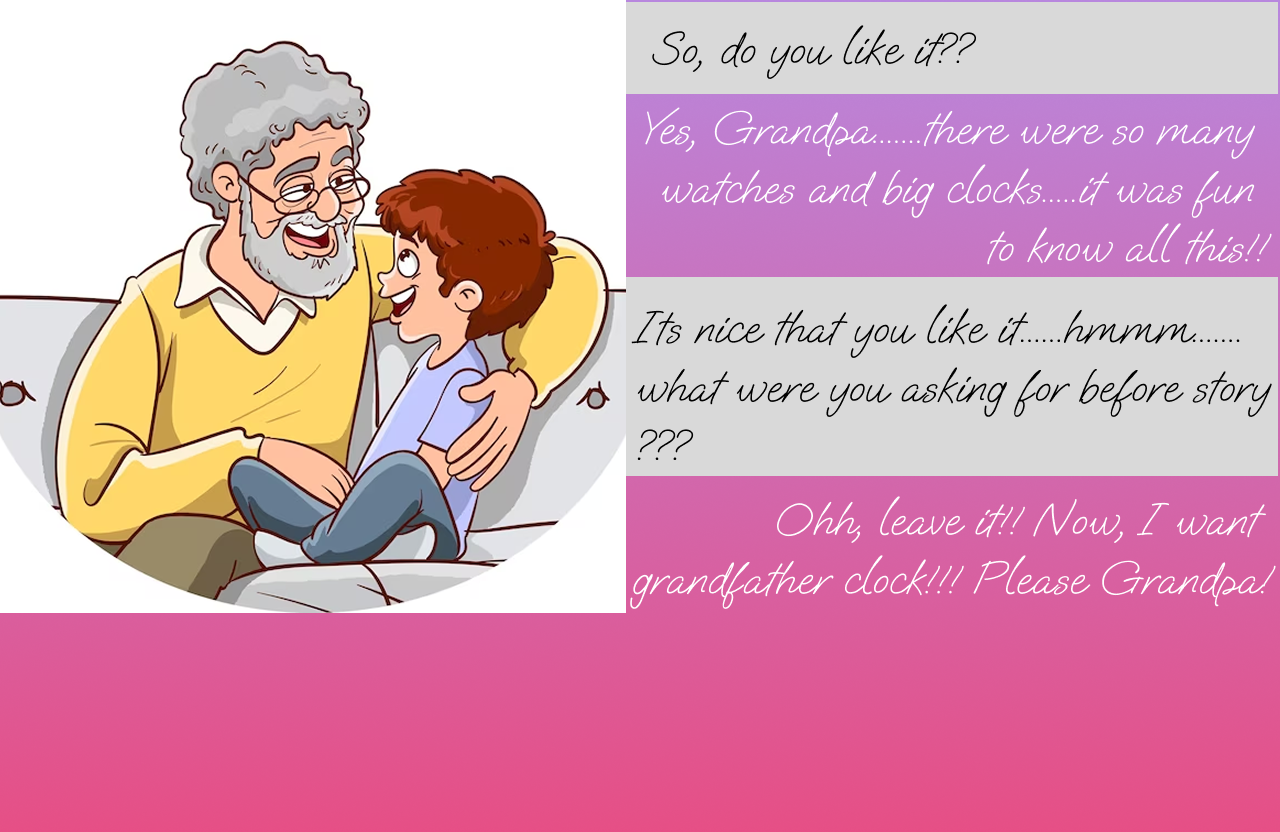 So, do you like it??
Yes, Grandpa.......there were so many
watches and big clocks.....it was fun
to know all this!!
Its nice that you like it......hmmm.......
what were you asking for before story
???
Ohh, leave it!! Now, I want
grandfather clock!!! Please Grandpa!